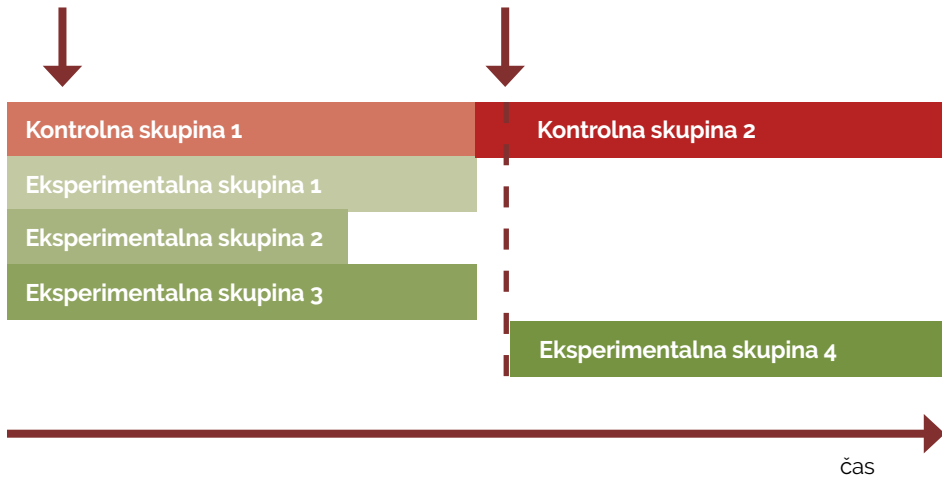 Kontrolna skupina 1
Kontrolna skupina 2
Eksperimentalna skupina 1
Eksperimentalna skupina 2
Eksperimentalna skupina 3
Eksperimentalna skupina 4
čas